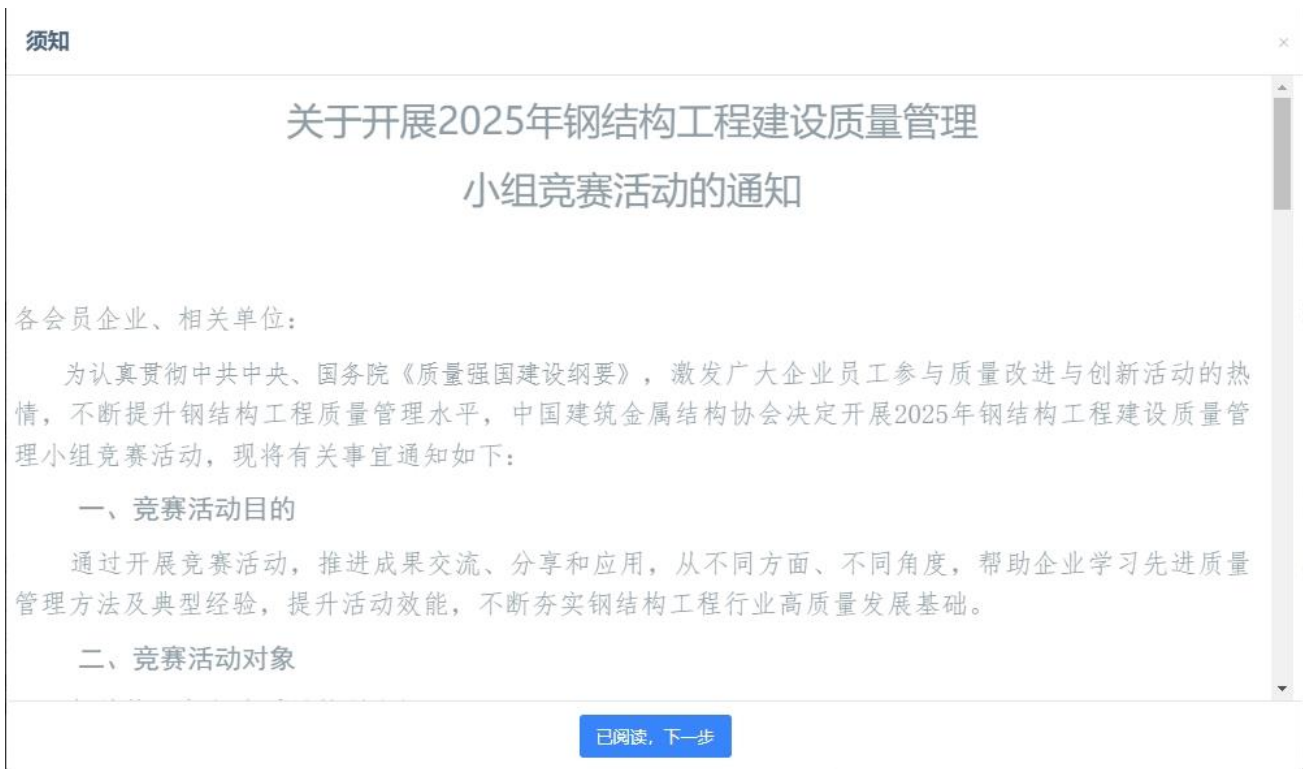 须知
关于开展2025年钢结构工程建设质量管理
小组竞赛活动的通知
各会员企业、相关单位：
为认真贯彻中共中央、国务院《质量强国建设纲要》，激发广大企业员工参与质量改进与创新活动的热
情，不断提升钢结构工程质量管理水平，中国建筑金属结构协会决定开展2025年钢结构工程建设质量管
理小组竞赛活动，现将有关事宜通知如下：
一、竞赛活动目的
通过开展竞赛活动，推进成果交流、分享和应用，从不同方面、不同角度，帮助企业学习先进质量
管理方法及典型经验，提升活动效能，不断夯实钢结构工程行业高质量发展基础。
二、竞赛活动对象
已阅读，下一步